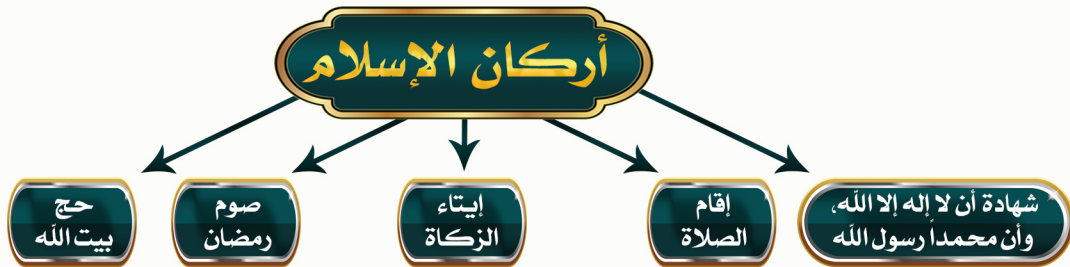 أركان الإسلام
شهادة أن لا إله إلا الله،
وأن محمداً رسول الله
إقام
الصلاة
إيتاء
الزكاة
صوم
رمضان
حج
بيت الله